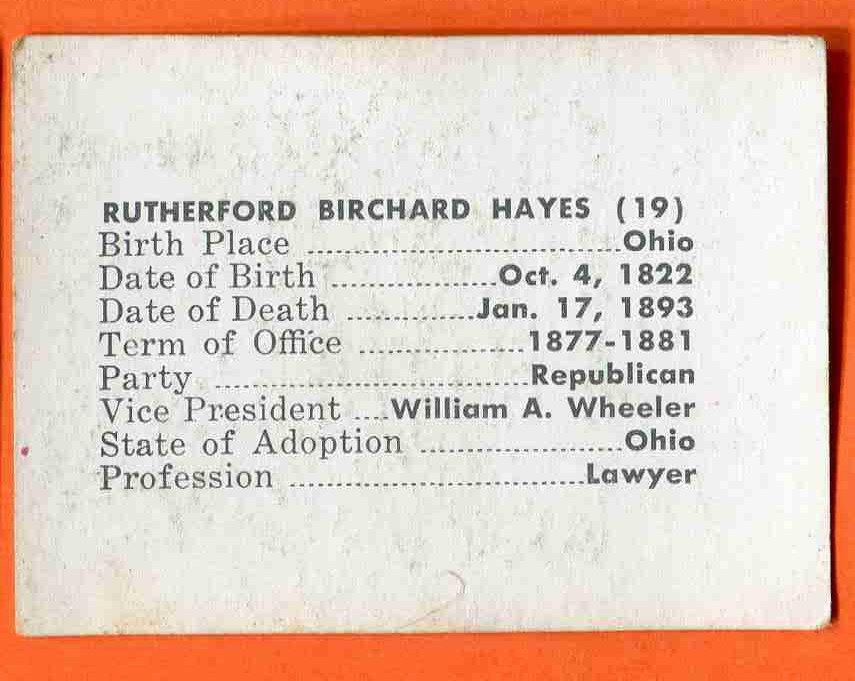 RUTHERFORD BIRCHARD HAYES (19)
Birth Place ................................Ohio
Date of Birth .................Oct. 4, 1822
Date of Death .............Jan. 17, 1893
Term of Office .................1877-1881
Party ................................Republican
Vice President ....William A. Wheeler
State of Adoption .....................Ohio
Profession ..............................Lawyer